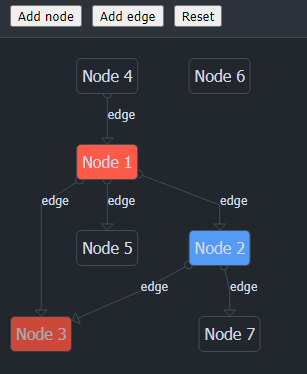 Add node Add edge Reset
Node 4 Node 6
edge
Node 1
edge edge edge
Node 5 Node 2
edge edge
Node 3 Node 7